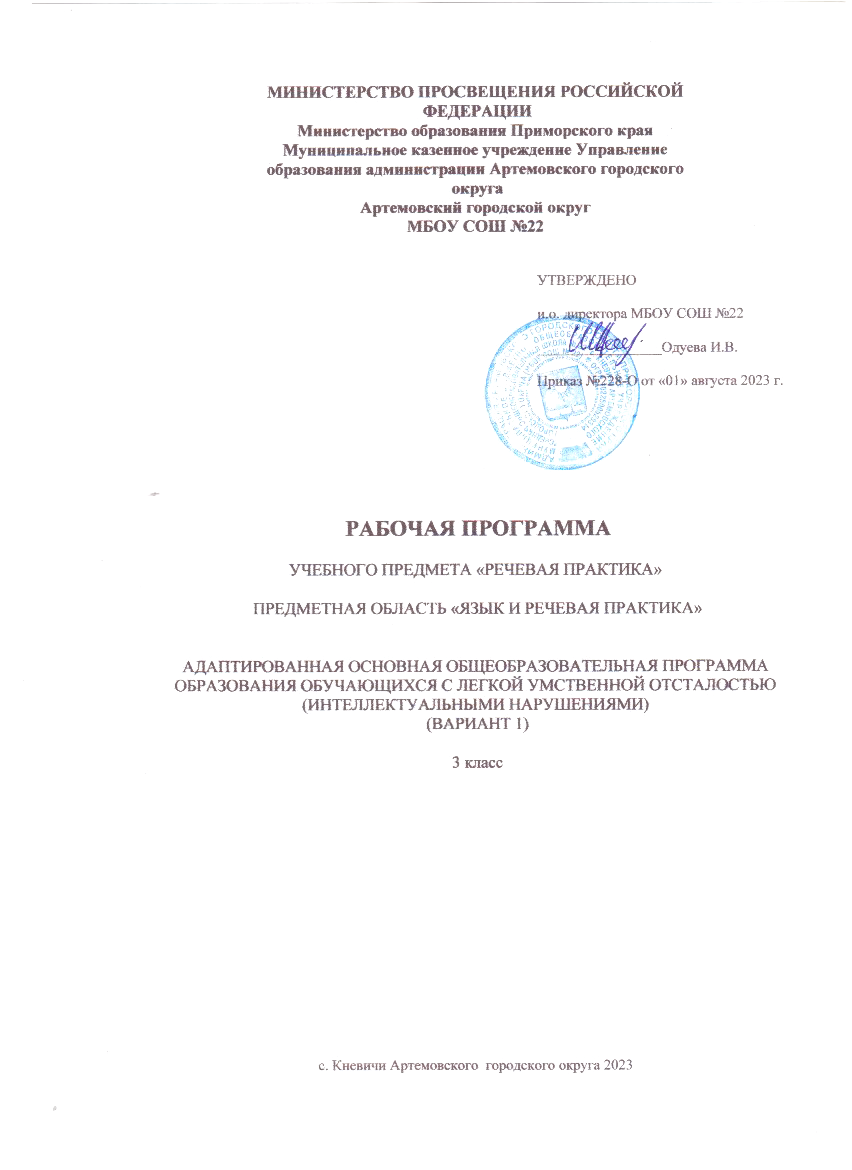 МИНИСТЕРСТВО ПРОСВЕЩЕНИЯ РОССИЙСКОЙ
ФЕДЕРАЦИИ
Министерство образования Приморского края
Муниципальное казенное учреждение Управление
образования администрации Артемовского городского
округа
Артемовский городской округ
МБОУ СОШ №22
УТВЕРЖДЕНО
и.о. директора МБОУ СОШ №22
Одуева И.В.
Приказ №228-О от «01» августа 2023 г.
РАБОЧАЯ ПРОГРАММА
УЧЕБНОГО ПРЕДМЕТА «РЕЧЕВАЯ ПРАКТИКА»
ПРЕДМЕТНАЯ ОБЛАСТЬ «ЯЗЫК И РЕЧЕВАЯ ПРАКТИКА»
АДАПТИРОВАННАЯ ОСНОВНАЯ ОБЩЕОБРАЗОВАТЕЛЬНАЯ ПРОГРАММА
ОБРАЗОВАНИЯ ОБУЧАЮЩИХСЯ С ЛЕГКОЙ УМСТВЕННОЙ ОТСТАЛОСТЬЮ
(ИНТЕЛЛЕКТУАЛЬНЫМИ НАРУШЕНИЯМИ)
(ВАРИАНТ 1)
3 класс
с. Кневичи Артемовского городского округа 2023